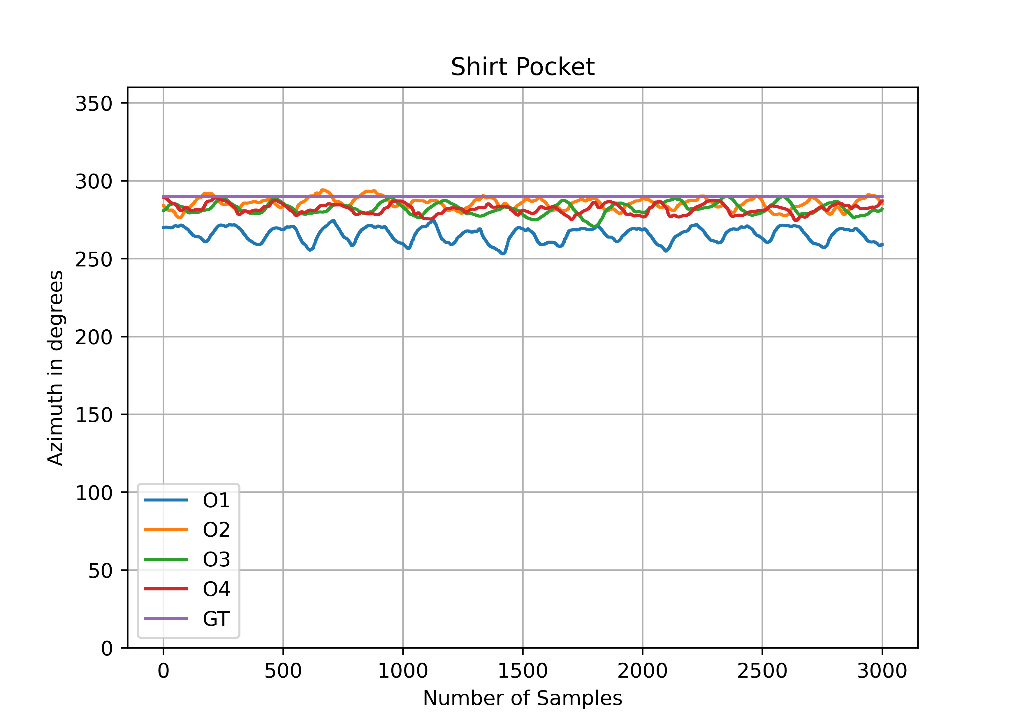 Shirt Pocket
350
300
250
200
150
100
50
0
Azimuth in degrees
O1
O2
O3
O4
GT
0 500 1000 1500 2000 2500 3000
Number of Samples